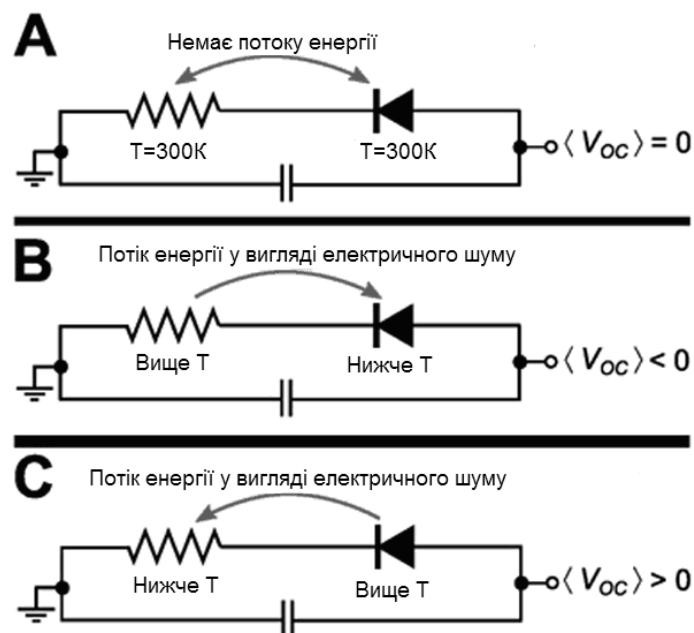 A
Немає потоку енергії
T=300K
T=300K
⟨ V_OC ⟩ = 0
B
Потік енергії у вигляді електричного шуму
Вище Т
Нижче Т
⟨ V_OC ⟩ < 0
C
Потік енергії у вигляді електричного шуму
Нижче Т
Вище Т
⟨ V_OC ⟩ > 0